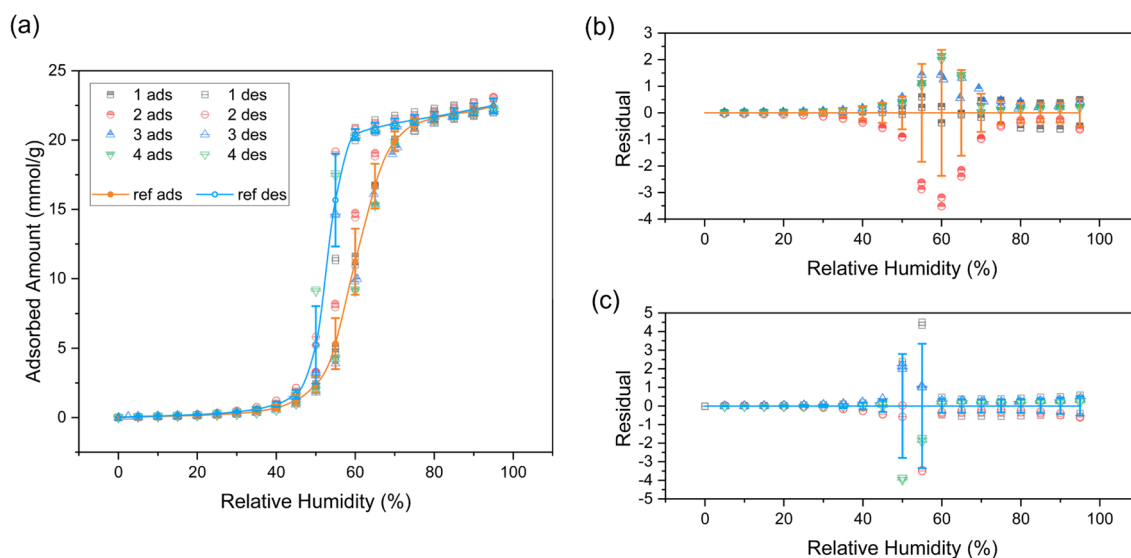 (a)
25
20
15
10
5
0
Adsorbed Amount (mmol/g)
1 ads 1 des
2 ads 2 des
3 ads 3 des
4 ads 4 des
ref ads ref des
0 20 40 60 80 100
Relative Humidity (%)
(b)
3
2
1
0
-1
-2
-3
-4
Residual
0 20 40 60 80 100
Relative Humidity (%)
(c)
5
4
3
2
1
0
-1
-2
-3
-4
-5
Residual
0 20 40 60 80 100
Relative Humidity (%)